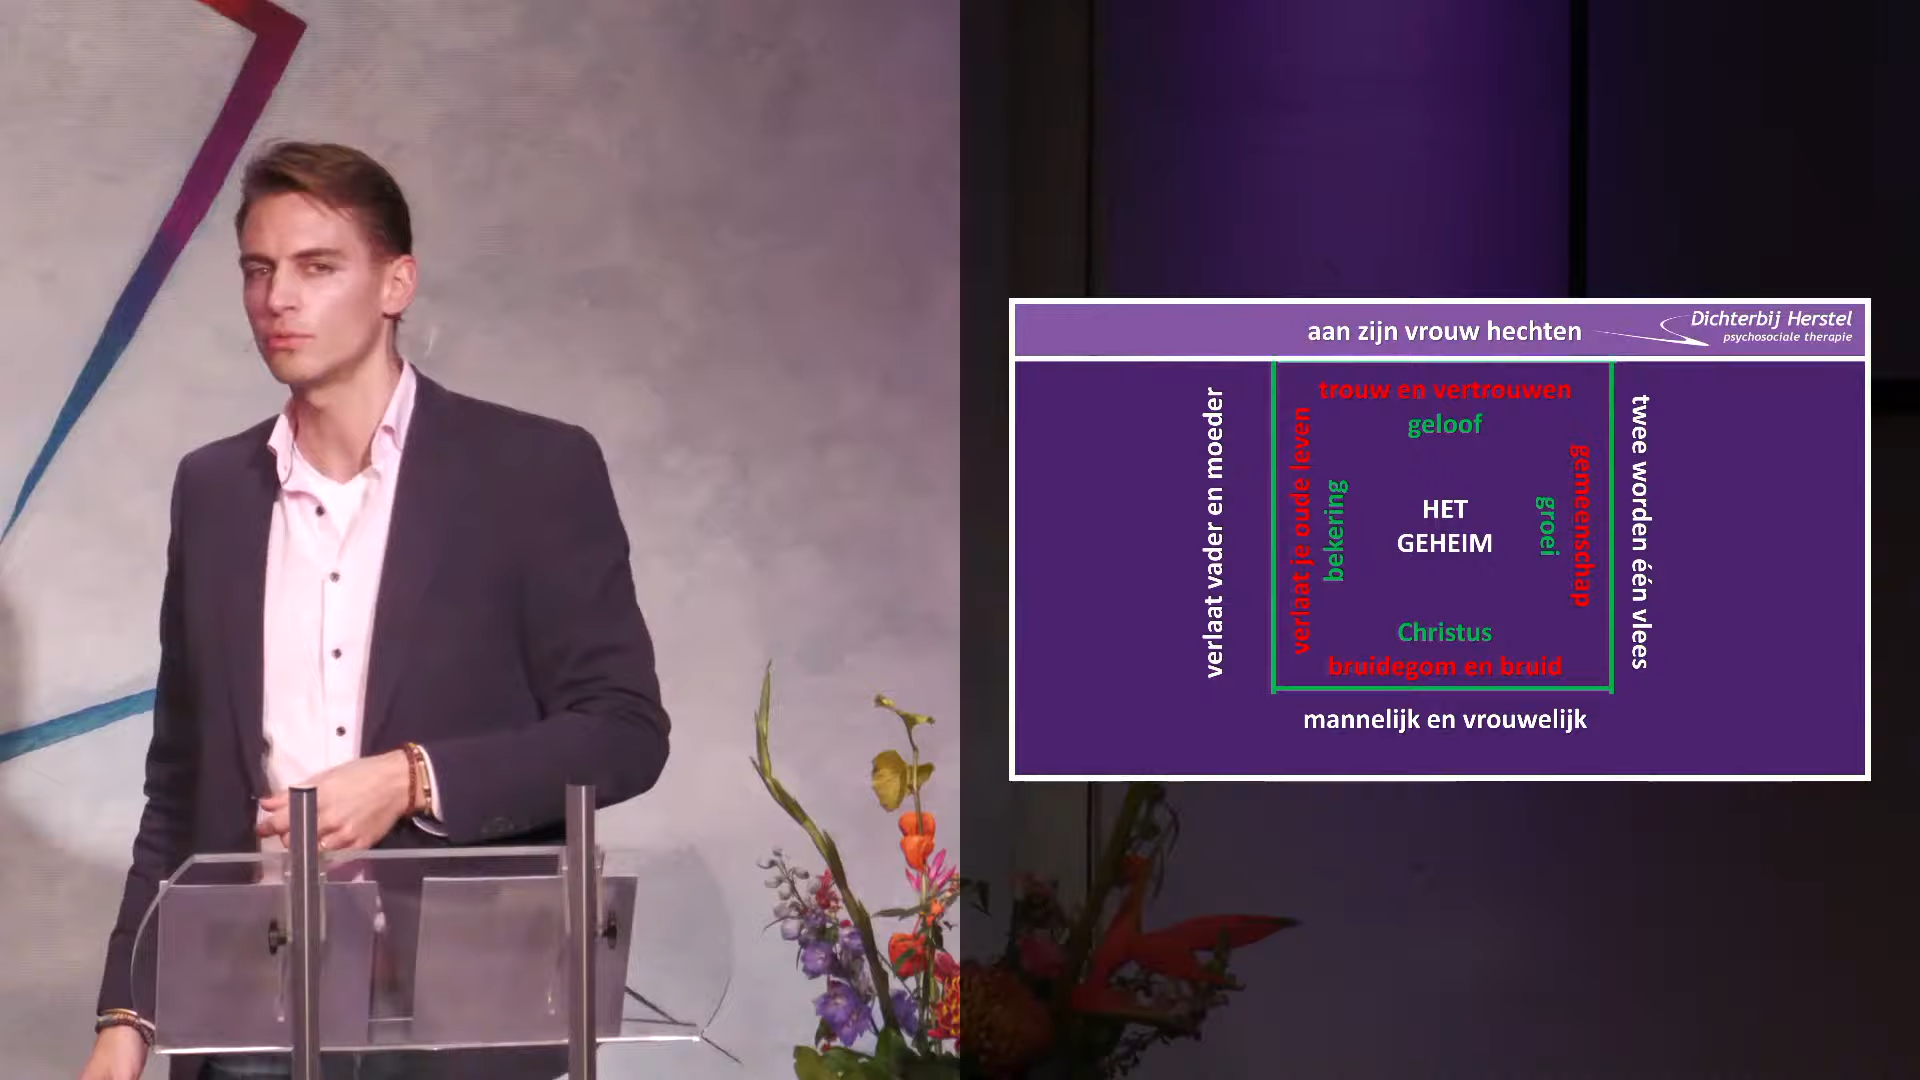 aan zijn vrouw hechten
Dichterbij Herstel
psychosociale therapie
verlaat vader en moeder
trouw en vertrouwen
geloof
verlaat je oude leven
bekering
HET
GEHEIM
groei
gemeenschap
twee worden één vlees
Christus
bruidegom en bruid
mannelijk en vrouwelijk